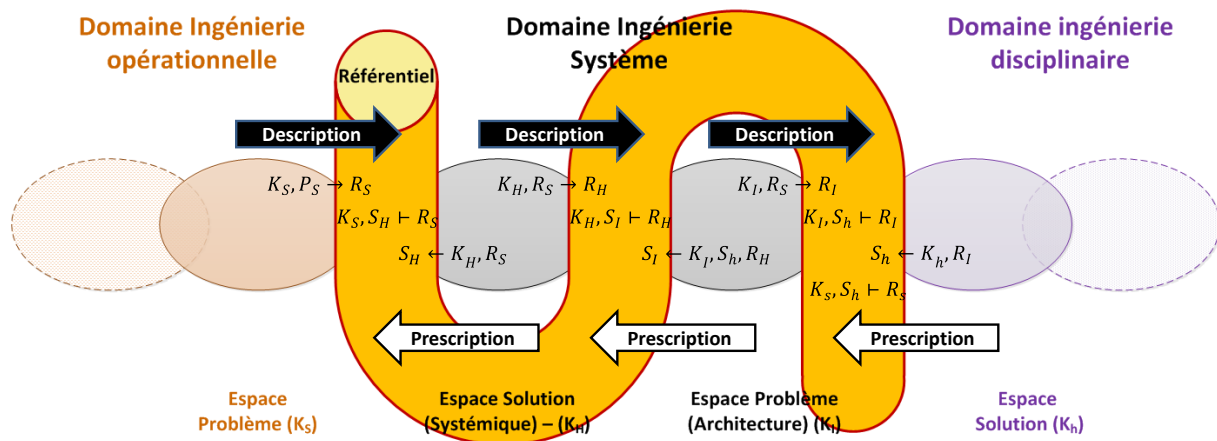 Domaine Ingénierie
opérationnelle
Domaine Ingénierie
Système
Domaine ingénierie
disciplinaire
Référentiel
Description
Description
Description
K_S, P_S → R_S
K_H, R_S → R_H
K_I, R_S → R_I
K_S, S_H ⊢ R_S
K_H, S_I ⊢ R_H
K_I, S_h ⊢ R_I
S_H ← K_H, R_S
S_I ← K_I, S_h, R_H
S_h ← K_h, R_I
K_s, S_h ⊢ R_s
Prescription
Prescription
Prescription
Espace
Problème (K_S)
Espace Solution
(Systémique) – (K_H)
Espace Problème
(Architecture) (K_I)
Espace
Solution (K_h)